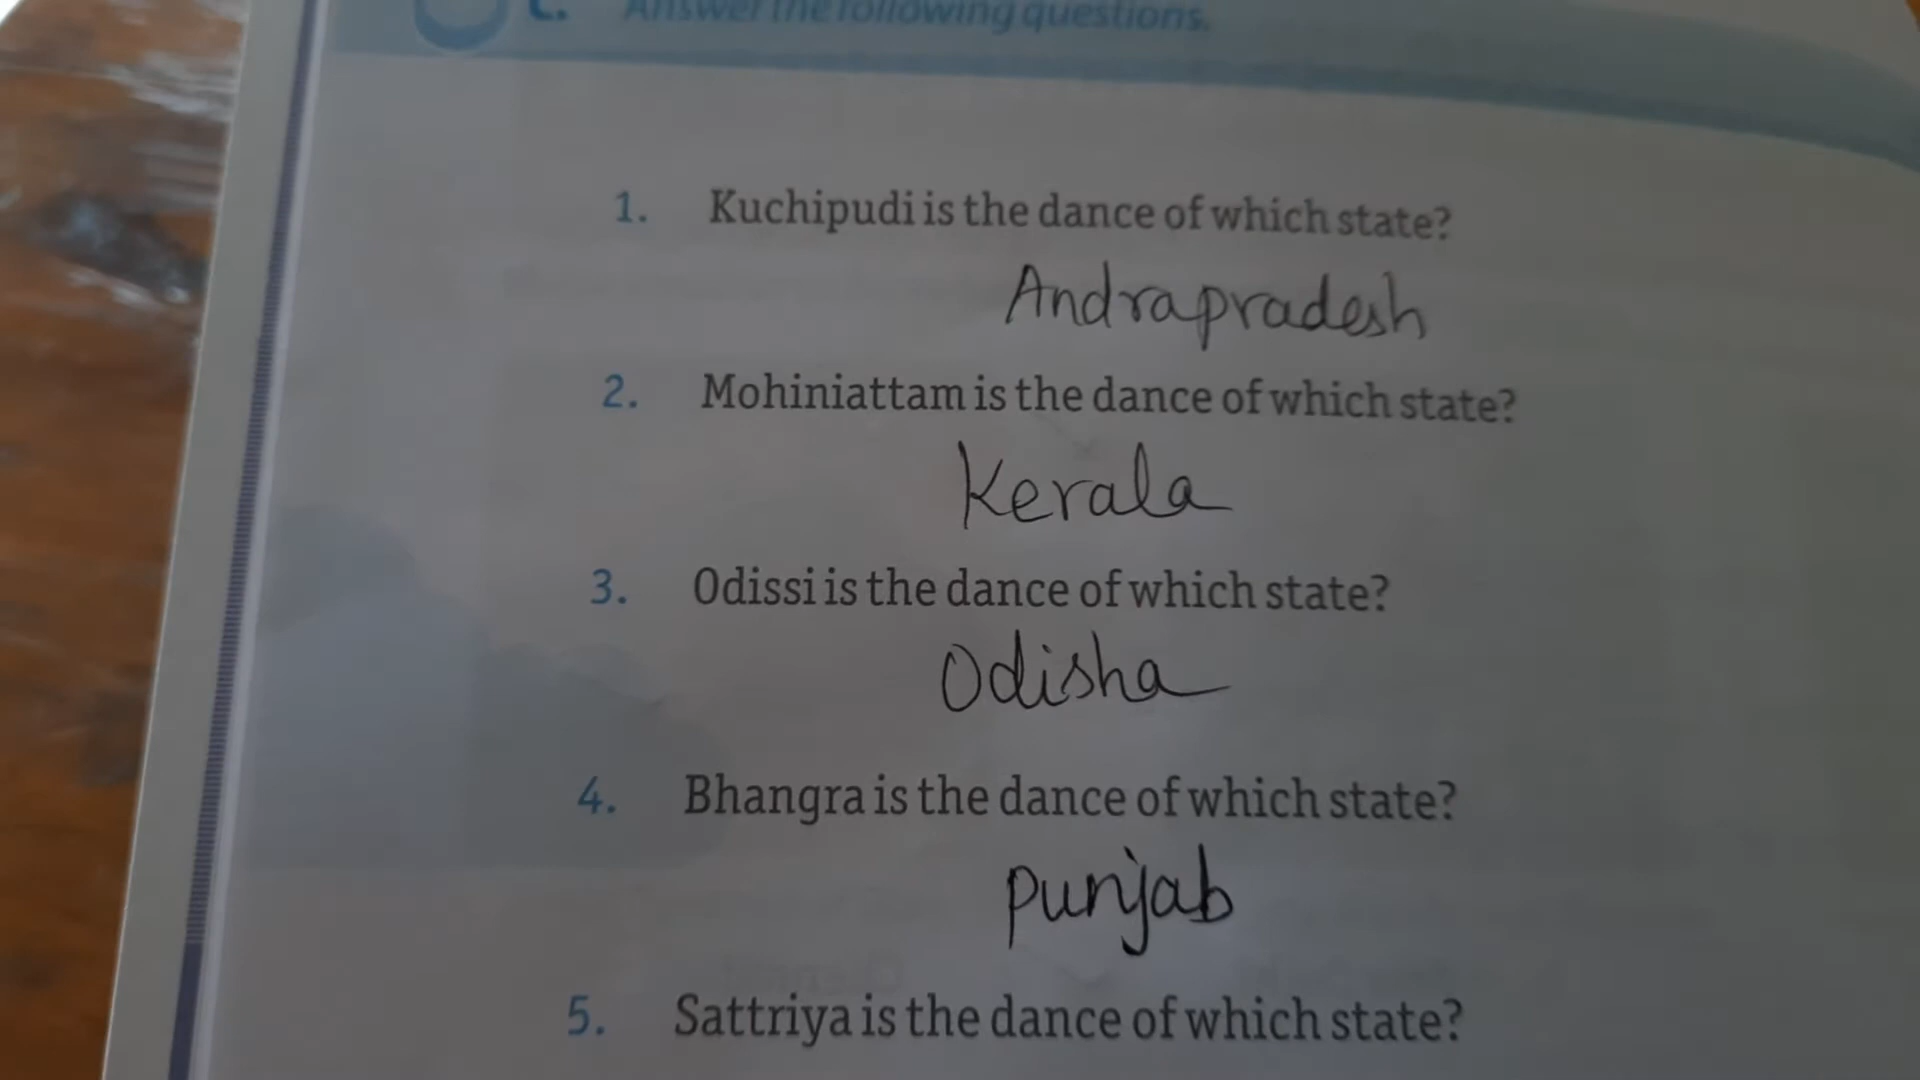 C. Answer the following questions.
1. Kuchipudi is the dance of which state?
Andrapradesh
2. Mohiniattam is the dance of which state?
Kerala
3. Odissi is the dance of which state?
Odisha
4. Bhangra is the dance of which state?
punjab
5. Sattriya is the dance of which state?